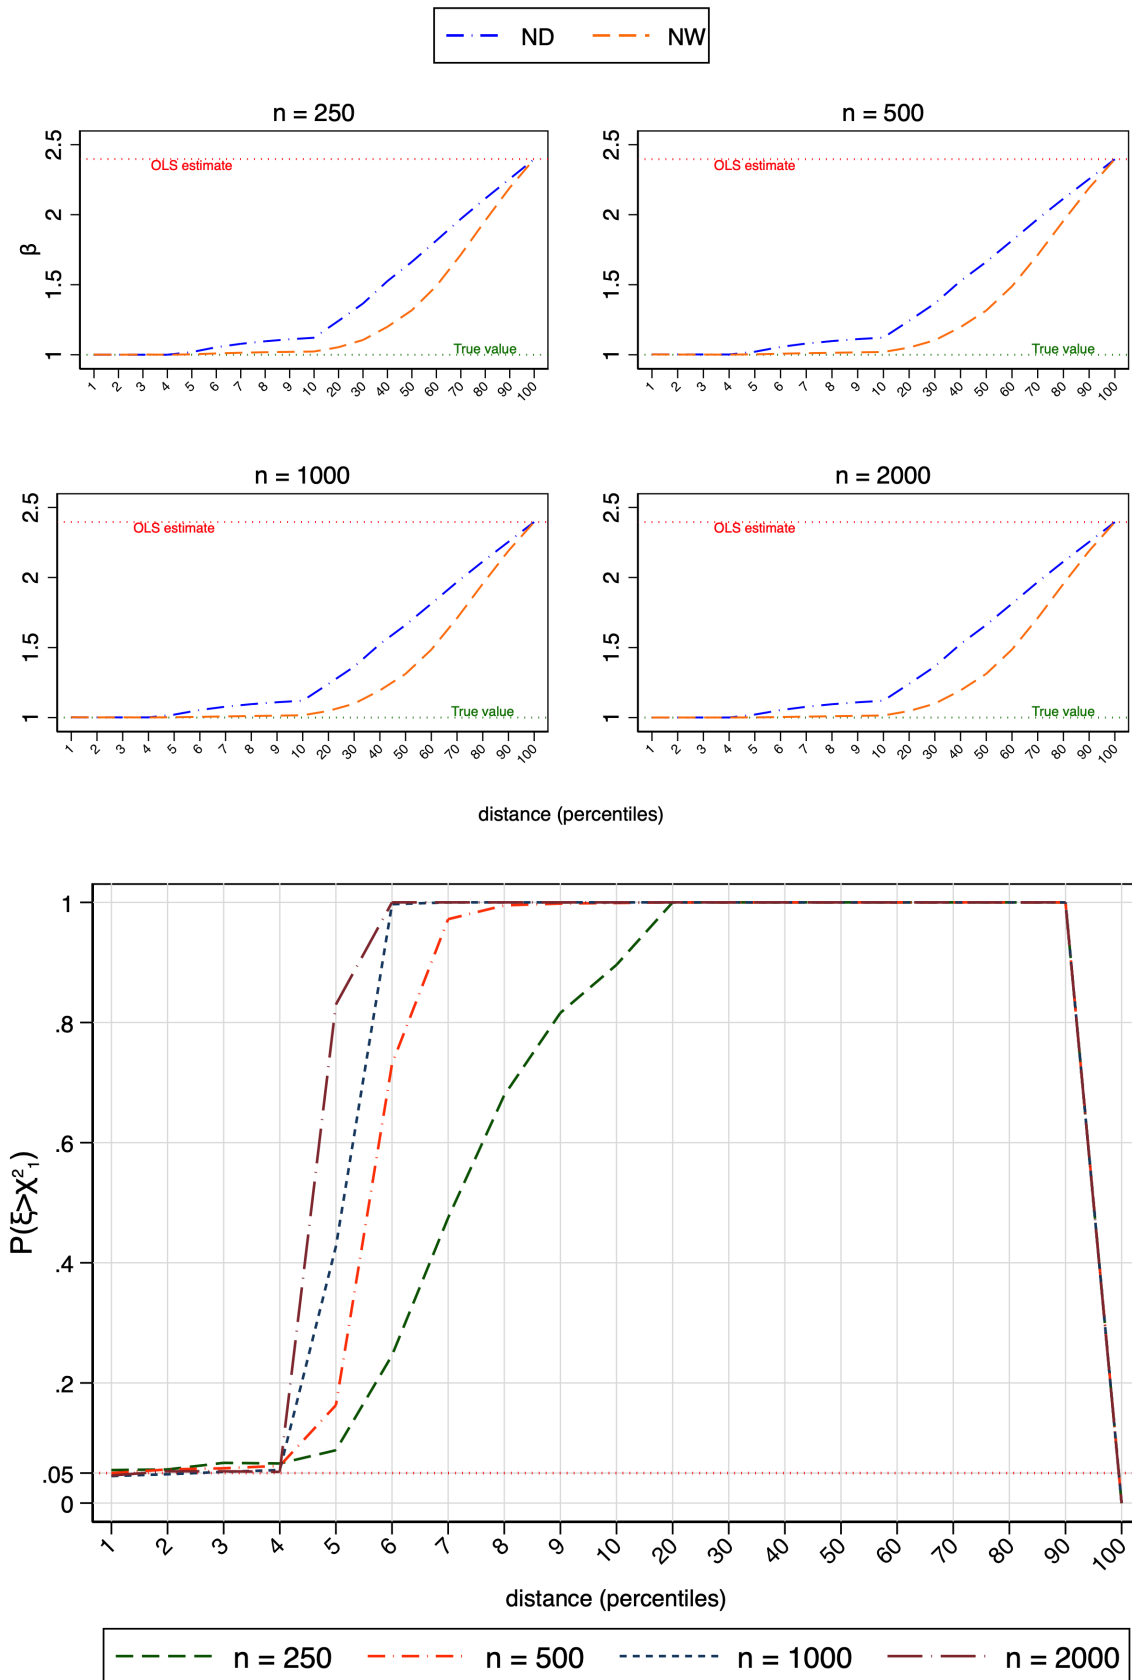 ND NW
n = 250
β
2.5
2
1.5
1
OLS estimate
True value
1 2 3 4 5 6 7 8 9 10 20 30 40 50 60 70 80 90 100
n = 500
2.5
2
1.5
1
OLS estimate
True value
1 2 3 4 5 6 7 8 9 10 20 30 40 50 60 70 80 90 100
n = 1000
2.5
2
1.5
1
OLS estimate
True value
1 2 3 4 5 6 7 8 9 10 20 30 40 50 60 70 80 90 100
n = 2000
2.5
2
1.5
1
OLS estimate
True value
1 2 3 4 5 6 7 8 9 10 20 30 40 50 60 70 80 90 100
distance (percentiles)
P(ξ>χ²₁)
1
.8
.6
.4
.2
.05
0
1 2 3 4 5 6 7 8 9 10 20 30 40 50 60 70 80 90 100
distance (percentiles)
n = 250 n = 500 n = 1000 n = 2000